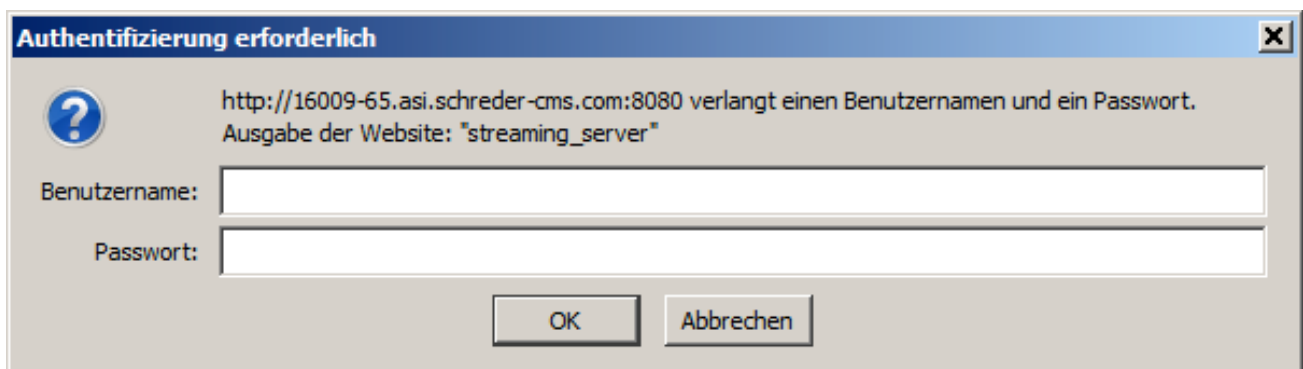 Authentifizierung erforderlich
http://16009-65.asi.schreder-cms.com:8080 verlangt einen Benutzernamen und ein Passwort.
Ausgabe der Website: "streaming_server"
Benutzername:
Passwort:
OK Abbrechen